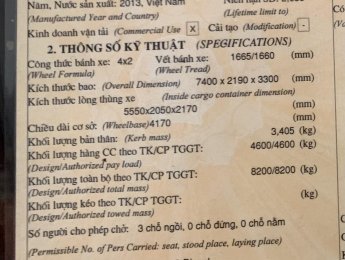 Năm, Nước sản xuất: 2013, Việt Nam
(Manufactured Year and Country) (Lifetime limit to)
Kinh doanh vận tải (Commercial Use) X Cải tạo (Modification) -
2. THÔNG SỐ KỸ THUẬT (SPEGIFICATIONS)
Công thức bánh xe: 4x2 Vết bánh xe: 1665/1660 (mm)
(Wheel Formula) (Wheel Tread)
Kích thước bao: (Overall Dimension) 7400 x 2190 x 3300 (mm)
Kích thước lòng thùng xe (Inside cargo container dimension)
5550x2050x2170 (mm)
Chiều dài cơ sở: (Wheelbase) 4170 (mm)
Khối lượng bản thân: (Kerb mass) 3,405 (kg)
Khối lượng hàng CC theo TK/CP TGGT: 4600/4600 (kg)
(Design/Authorized pay load)
Khối lượng toàn bộ theo TK/CP TGGT: 8200/8200 (kg)
(Design/Authorized total mass)
Khối lượng kéo theo TK/CP TGGT: (kg)
(Design/Authorized towed mass)
Số người cho phép chở: 3 chỗ ngồi, 0 chỗ đứng, 0 chỗ nằm
(Permissible No. of Pers Carried: seat, stood place, laying place)